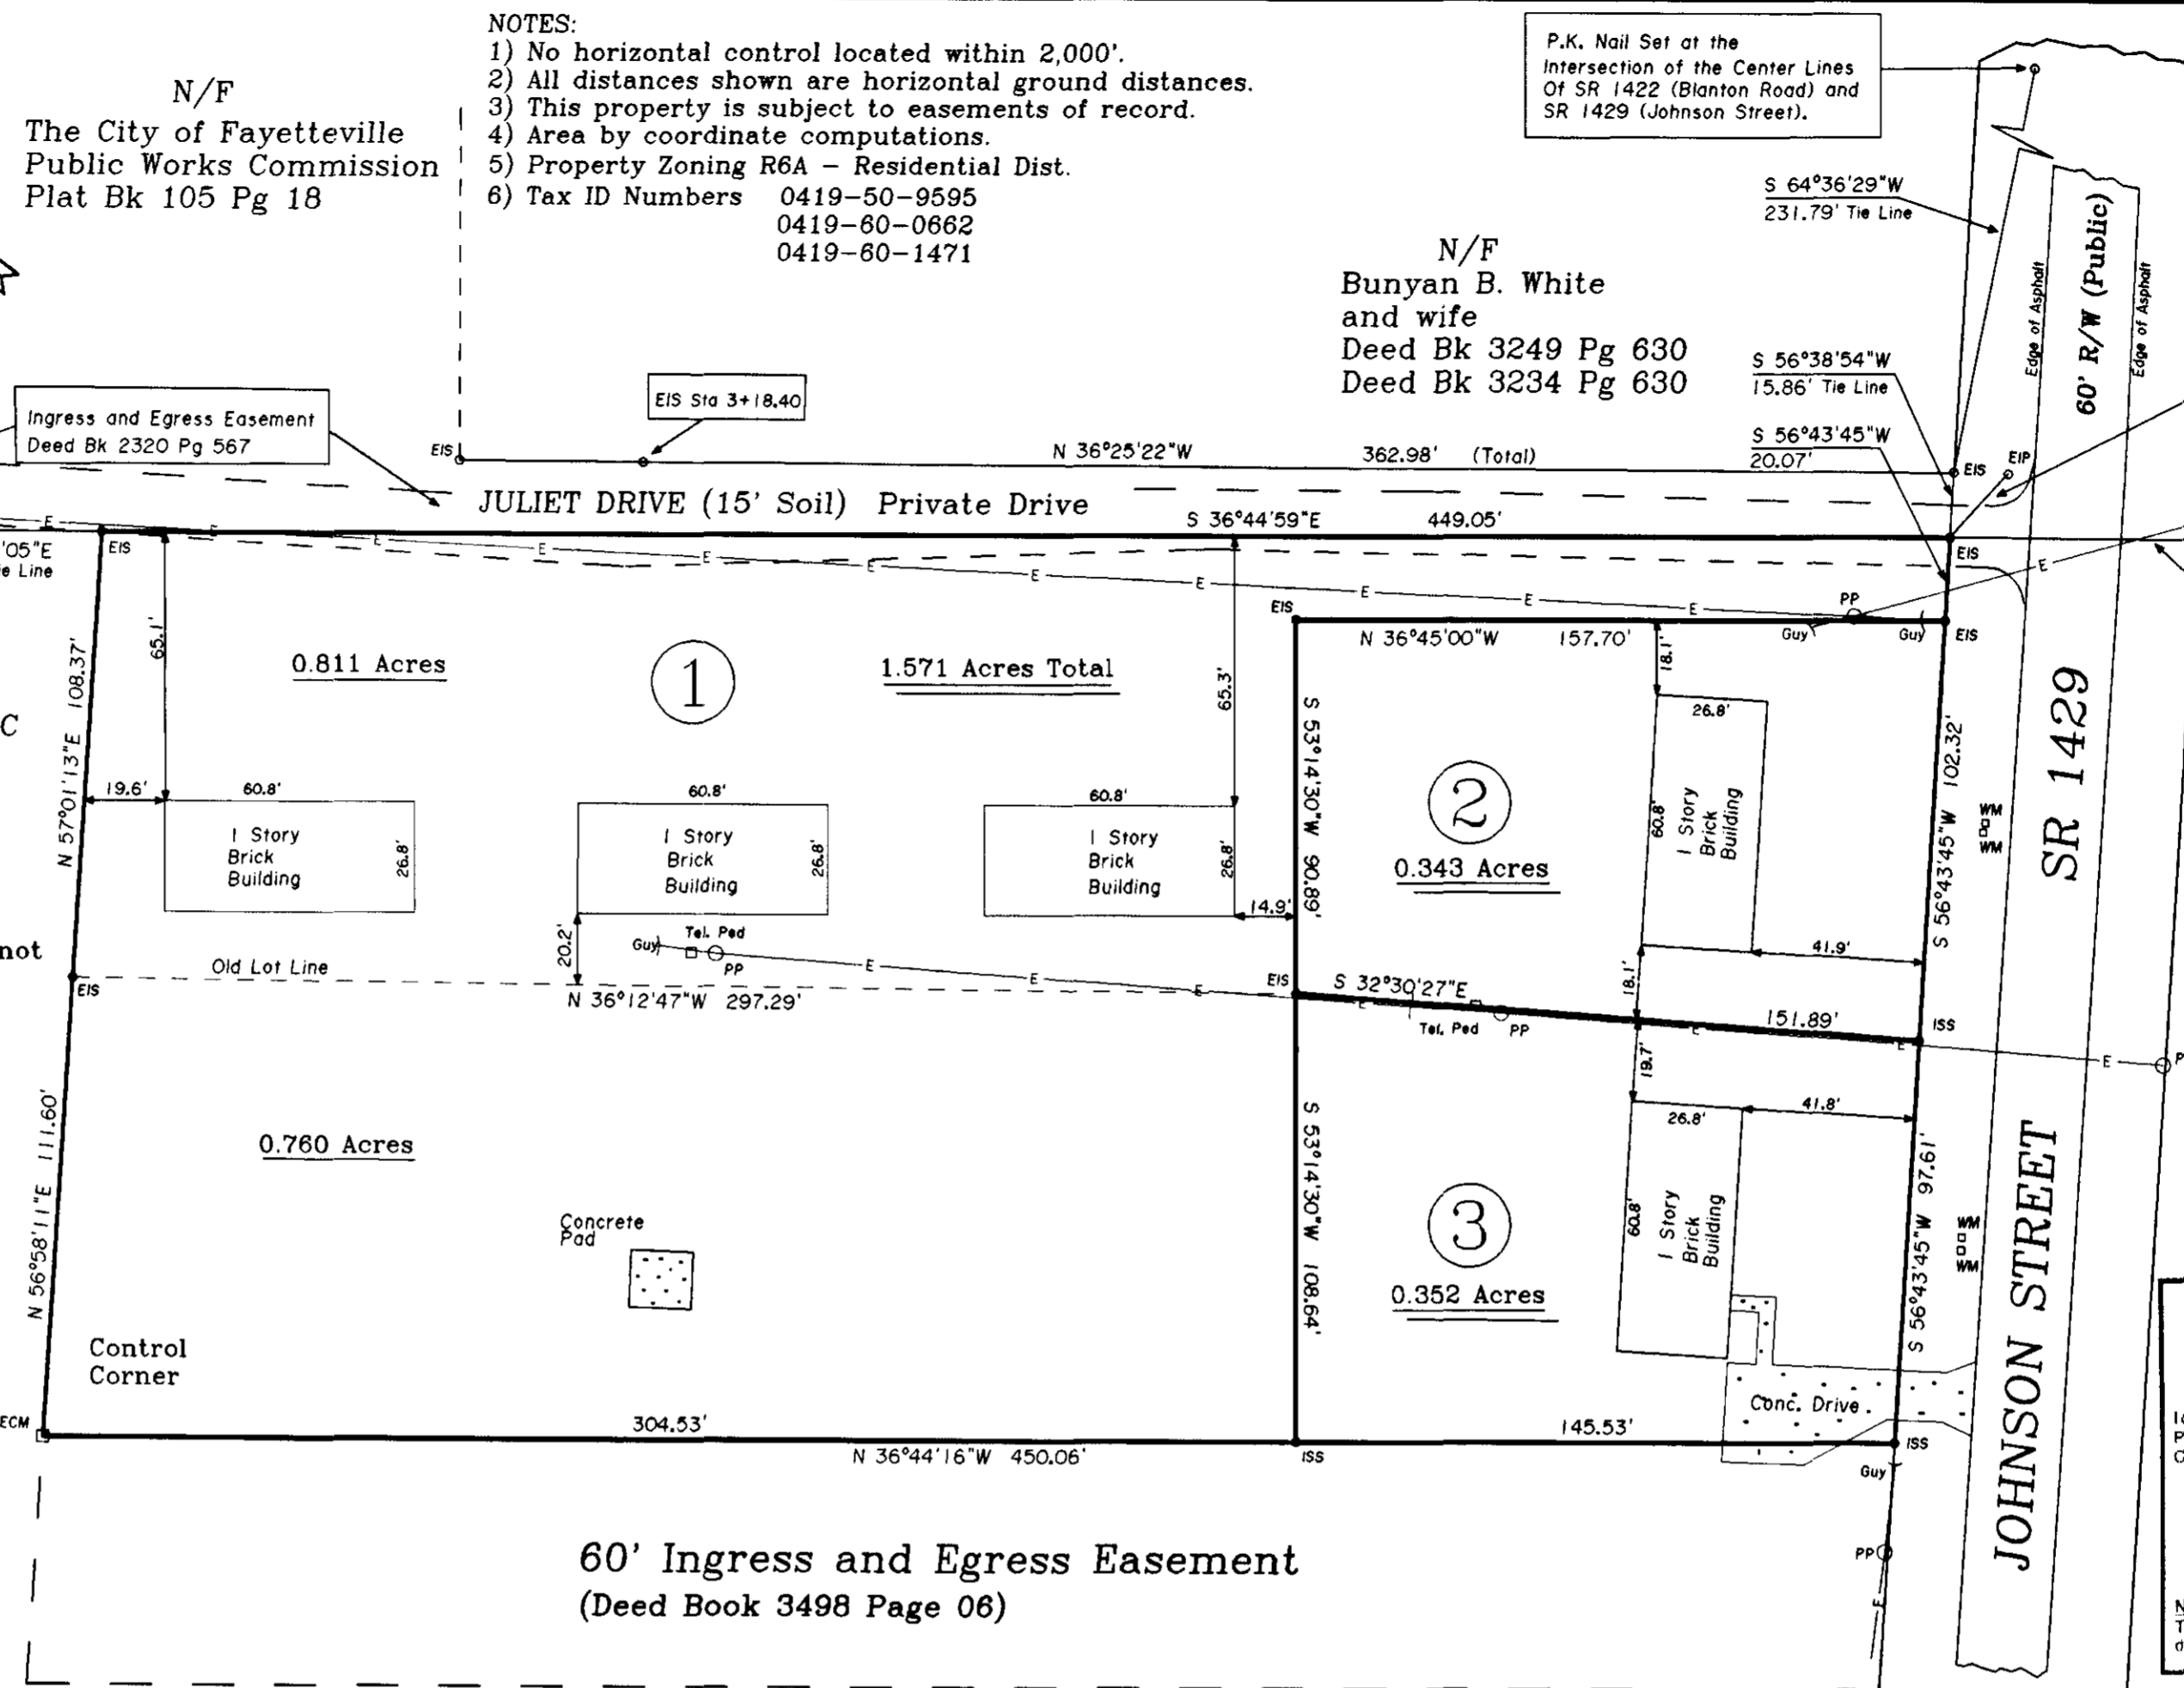 NOTES:
1) No horizontal control located within 2,000'.
2) All distances shown are horizontal ground distances.
3) This property is subject to easements of record.
4) Area by coordinate computations.
5) Property Zoning R6A – Residential Dist.
6) Tax ID Numbers 0419-50-9595
0419-60-0662
0419-60-1471
N/F
The City of Fayetteville
Public Works Commission
Plat Bk 105 Pg 18
P.K. Nail Set at the
Intersection of the Center Lines
Of SR 1422 (Blanton Road) and
SR 1429 (Johnson Street).
S 64°36'29"W
231.79' Tie Line
N/F
Bunyan B. White
and wife
Deed Bk 3249 Pg 630
Deed Bk 3234 Pg 630
S 56°38'54"W
15.86' Tie Line
S 56°43'45"W
20.07'
Edge of Asphalt
60' R/W (Public)
Edge of Asphalt
Ingress and Egress Easement
Deed Bk 2320 Pg 567
EIS Sta 3+18.40
EIS
N 36°25'22"W 362.98' (Total)
EIS
EIP
JULIET DRIVE (15' Soil) Private Drive
S 36°44'59"E 449.05'
'05"E
e Line
EIS
EIS
E E E E E E E E E E E
EIS
PP
Guy
Guy
EIS
N 36°45'00"W 157.70'
65.1'
0.811 Acres
1
1.571 Acres Total
65.3'
18.1'
26.8'
N 57°01'13"E 108.37'
C
S 53°14'30"W 90.89'
2
0.343 Acres
60.8'
1 Story
Brick
Building
S 56°43'45"W 102.32'
WM
WM
SR 1429
19.6'
60.8'
1 Story
Brick
Building
26.8'
60.8'
1 Story
Brick
Building
26.8'
60.8'
1 Story
Brick
Building
26.8'
14.9'
41.9'
18.1'
not
Old Lot Line
20.2'
Guy
Tel. Ped
PP
E E E
EIS
N 36°12'47"W 297.29'
EIS
S 32°30'27"E
151.89'
ISS
E E E E
Tel. Ped
PP
P
19.7'
26.8'
41.8'
0.760 Acres
N 56°58'11"E 111.60'
S 53°14'30"W 108.64'
3
0.352 Acres
60.8'
1 Story
Brick
Building
S 56°43'45"W 97.61'
WM
WM
JOHNSON STREET
Concrete
Pad
Control
Corner
Conc. Drive
ECM
304.53'
145.53'
N 36°44'16"W 450.06'
ISS
ISS
Guy
PP
E
60' Ingress and Egress Easement
(Deed Book 3498 Page 06)